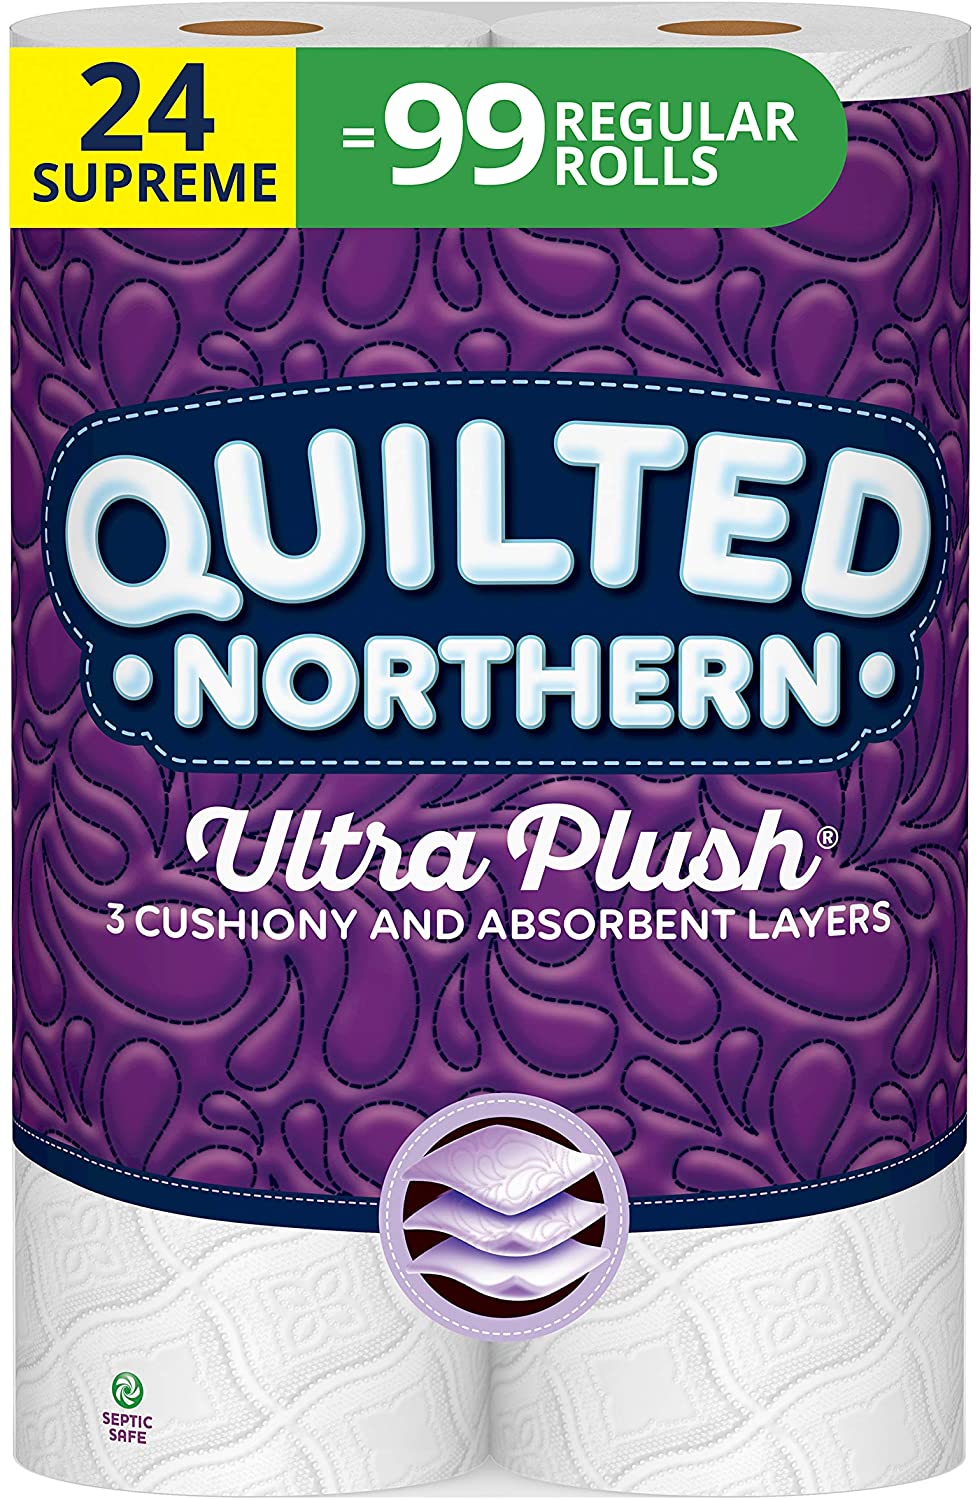 24
SUPREME
= 99 REGULAR
ROLLS
QUILTED
• NORTHERN •
Ultra Plush®
3 CUSHIONY AND ABSORBENT LAYERS
SEPTIC
SAFE